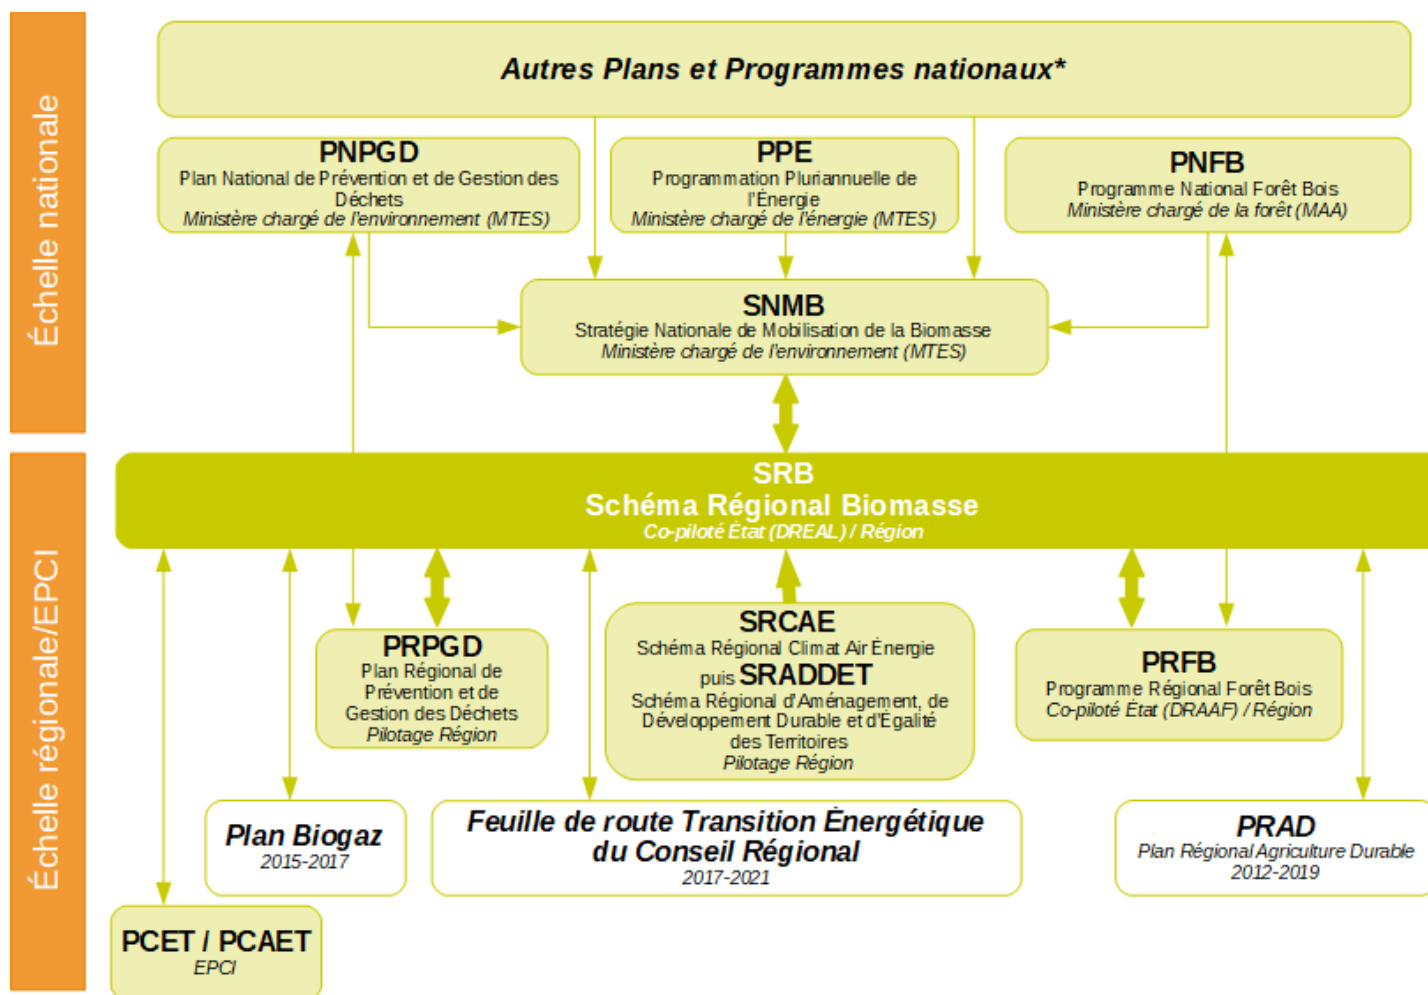 Échelle nationale
Autres Plans et Programmes nationaux*
PNPGD
Plan National de Prévention et de Gestion des
Déchets
Ministère chargé de l'environnement (MTES)
PPE
Programmation Pluriannuelle de
l'Énergie
Ministère chargé de l'énergie (MTES)
PNFB
Programme National Forêt Bois
Ministère chargé de la forêt (MAA)
SNMB
Stratégie Nationale de Mobilisation de la Biomasse
Ministère chargé de l'environnement (MTES)
Échelle régionale/EPCI
SRB
Schéma Régional Biomasse
Co-piloté État (DREAL) / Région
PRPGD
Plan Régional de
Prévention et de
Gestion des Déchets
Pilotage Région
SRCAE
Schéma Régional Climat Air Énergie
puis SRADDET
Schéma Régional d'Aménagement, de
Développement Durable et d'Égalité
des Territoires
Pilotage Région
PRFB
Programme Régional Forêt Bois
Co-piloté État (DRAAF) / Région
Plan Biogaz
2015-2017
Feuille de route Transition Énergétique
du Conseil Régional
2017-2021
PRAD
Plan Régional Agriculture Durable
2012-2019
PCET / PCAET
EPCI